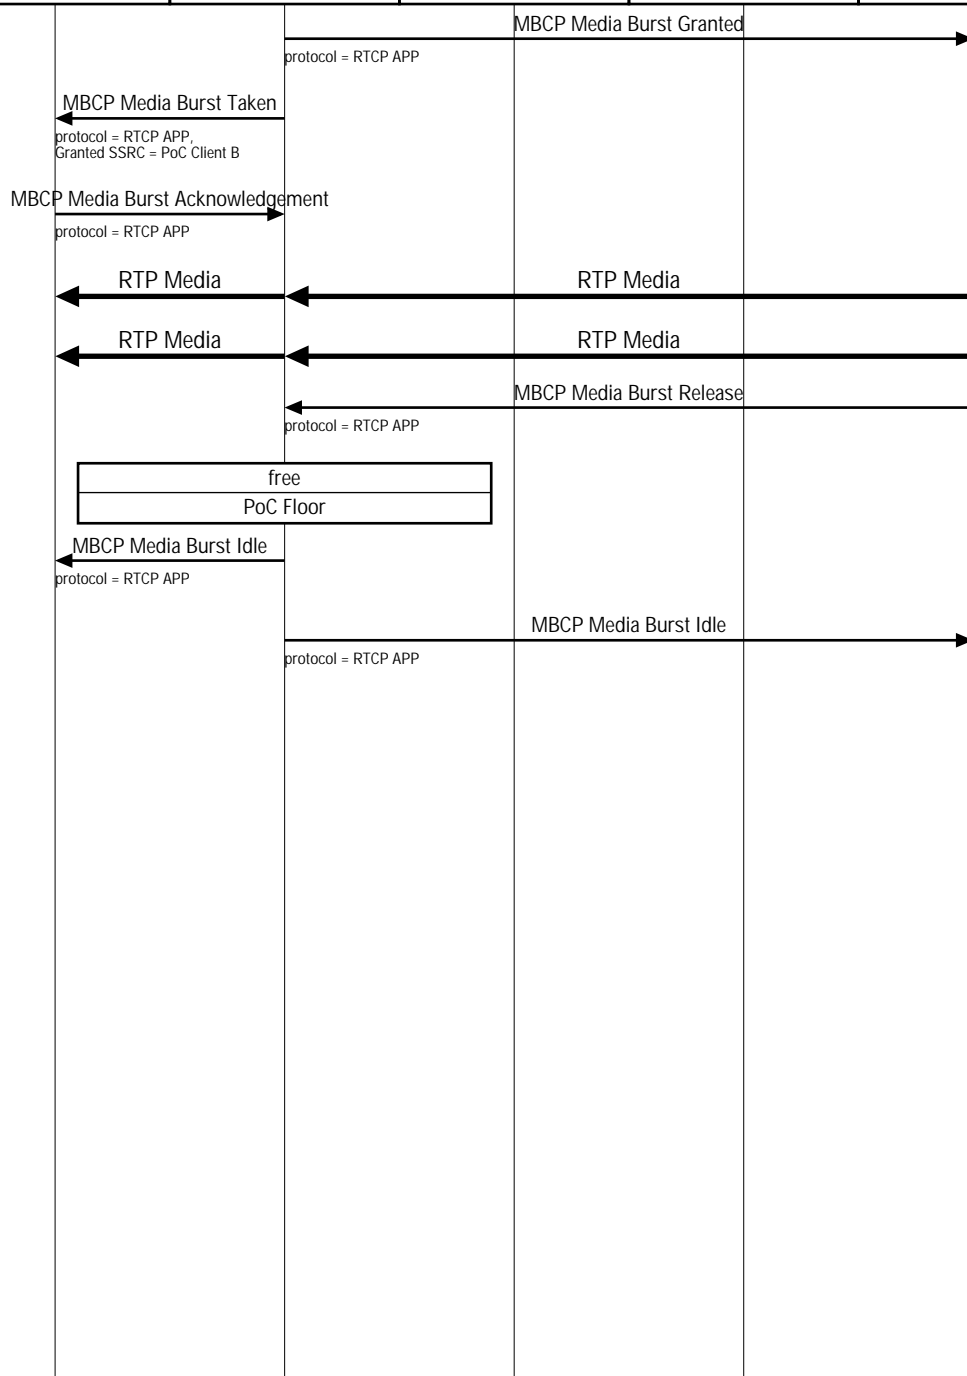 MBCP Media Burst Granted
protocol = RTCP APP
MBCP Media Burst Taken
protocol = RTCP APP,
Granted SSRC = PoC Client B
MBCP Media Burst Acknowledgement
protocol = RTCP APP
RTP Media
RTP Media
RTP Media
RTP Media
MBCP Media Burst Release
protocol = RTCP APP
free
PoC Floor
MBCP Media Burst Idle
protocol = RTCP APP
MBCP Media Burst Idle
protocol = RTCP APP